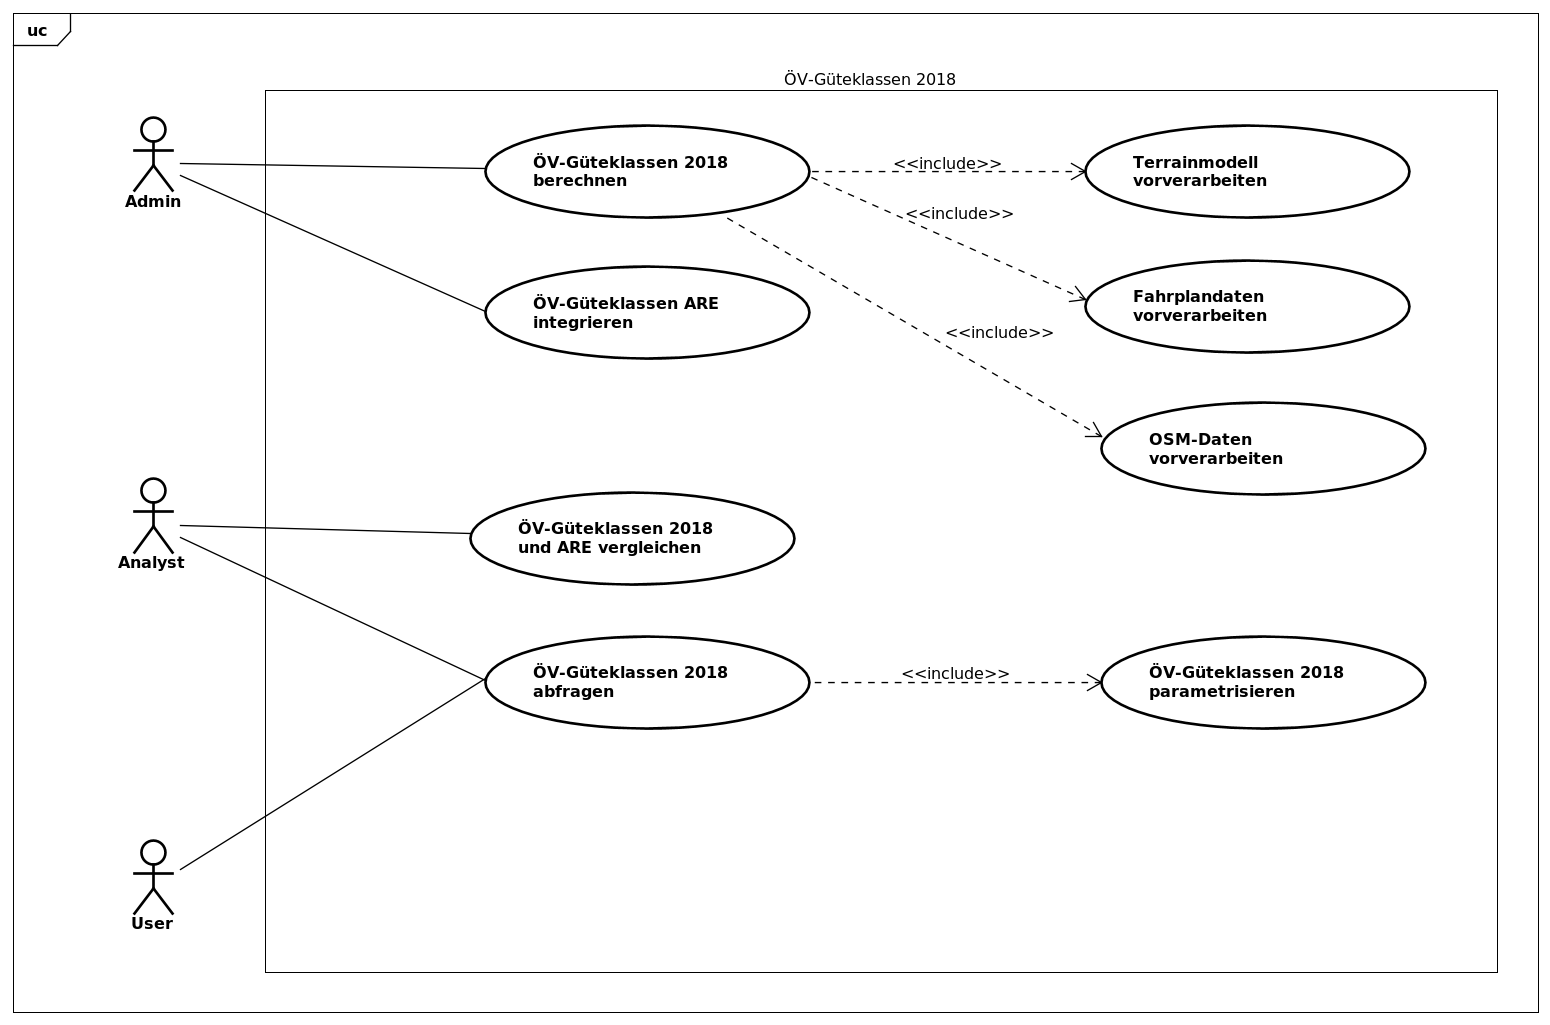 uc
ÖV-Güteklassen 2018
Admin
ÖV-Güteklassen 2018
berechnen
<<include>>
Terrainmodell
vorverarbeiten
<<include>>
ÖV-Güteklassen ARE
integrieren
Fahrplandaten
vorverarbeiten
<<include>>
OSM-Daten
vorverarbeiten
Analyst
ÖV-Güteklassen 2018
und ARE vergleichen
ÖV-Güteklassen 2018
abfragen
<<include>>
ÖV-Güteklassen 2018
parametrisieren
User